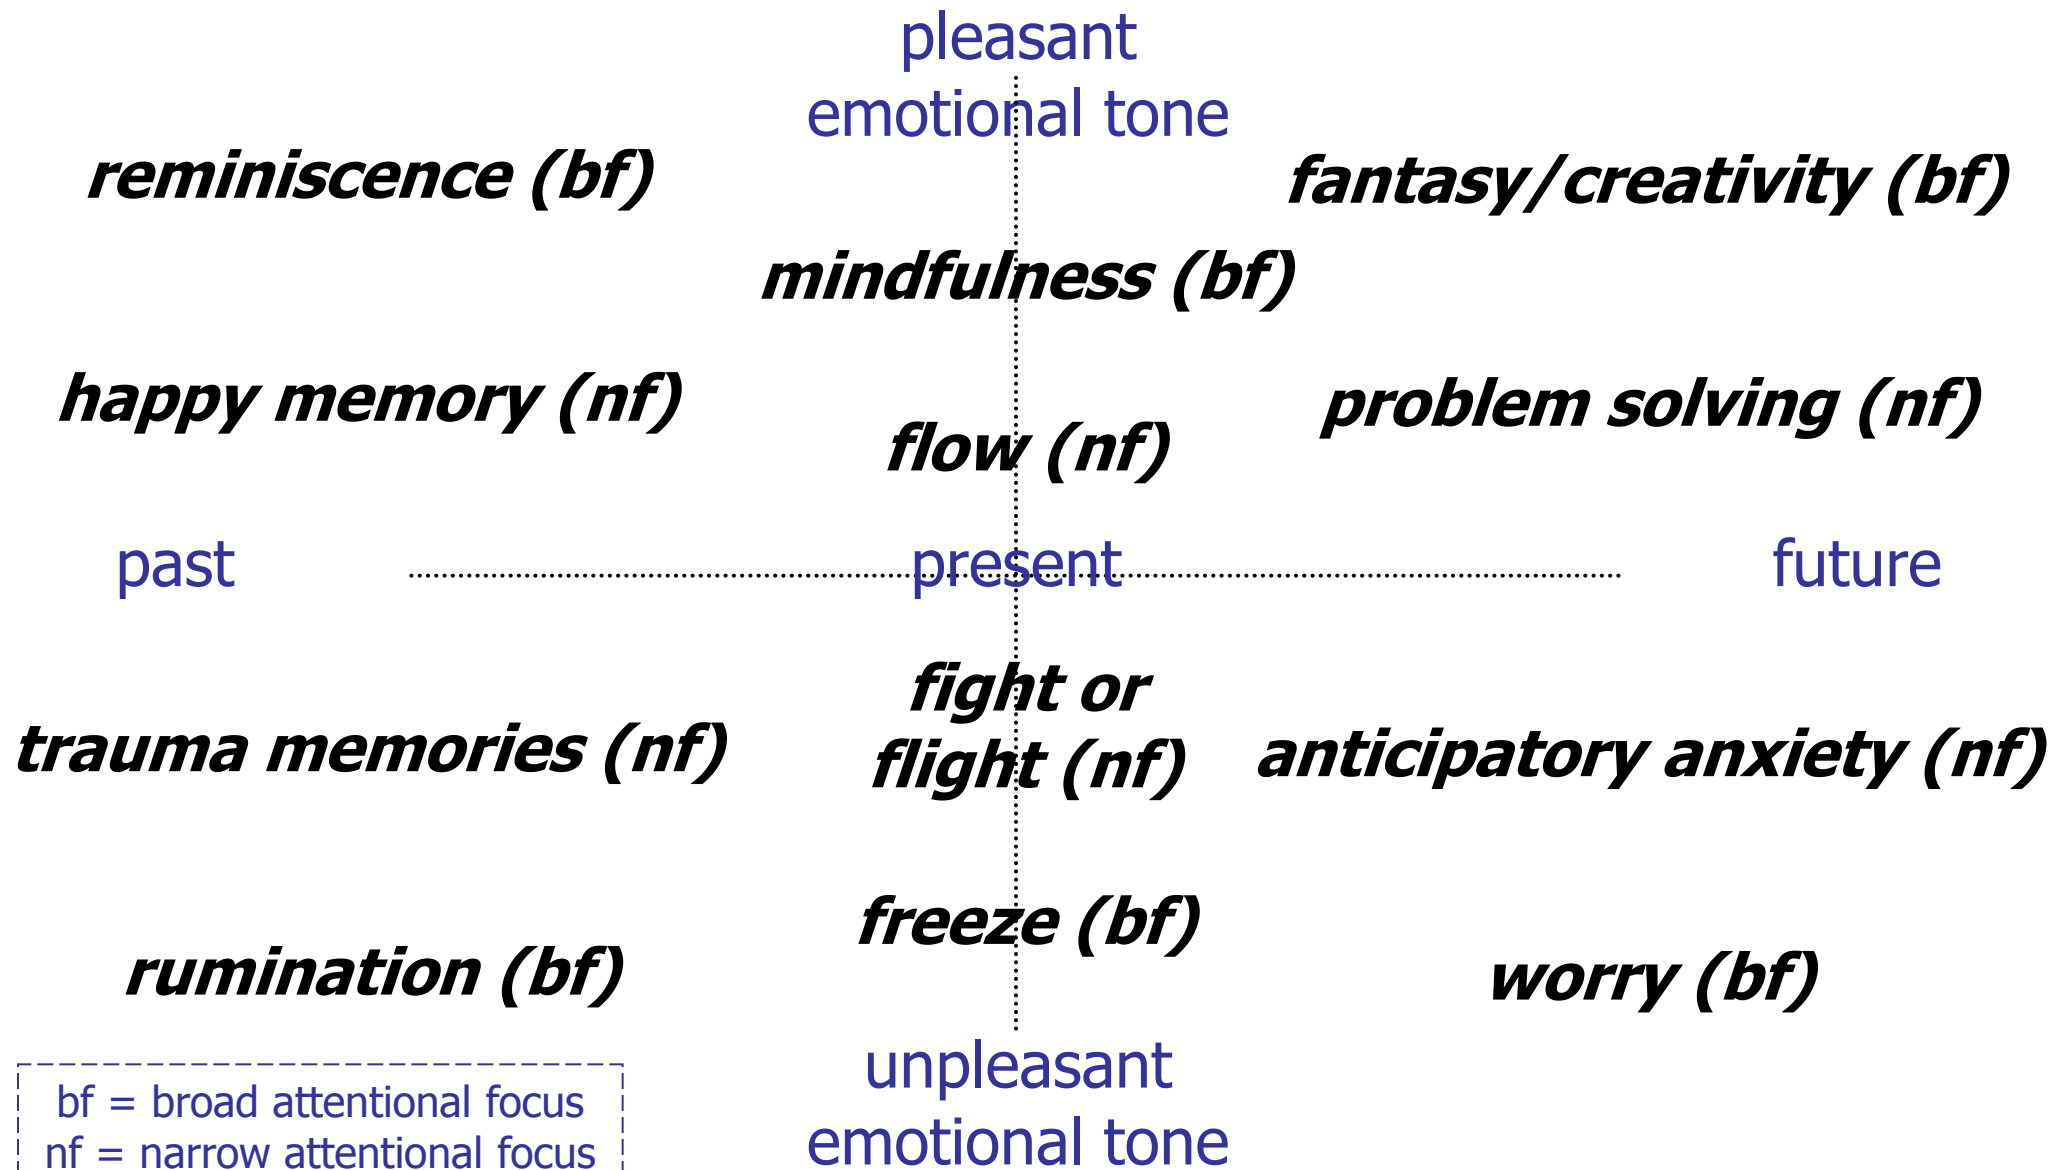 pleasant
emotional tone
reminiscence (bf)
fantasy/creativity (bf)
mindfulness (bf)
happy memory (nf)
problem solving (nf)
flow (nf)
past
present
future
fight or
flight (nf)
trauma memories (nf)
anticipatory anxiety (nf)
freeze (bf)
rumination (bf)
worry (bf)
unpleasant
emotional tone
bf = broad attentional focus
nf = narrow attentional focus